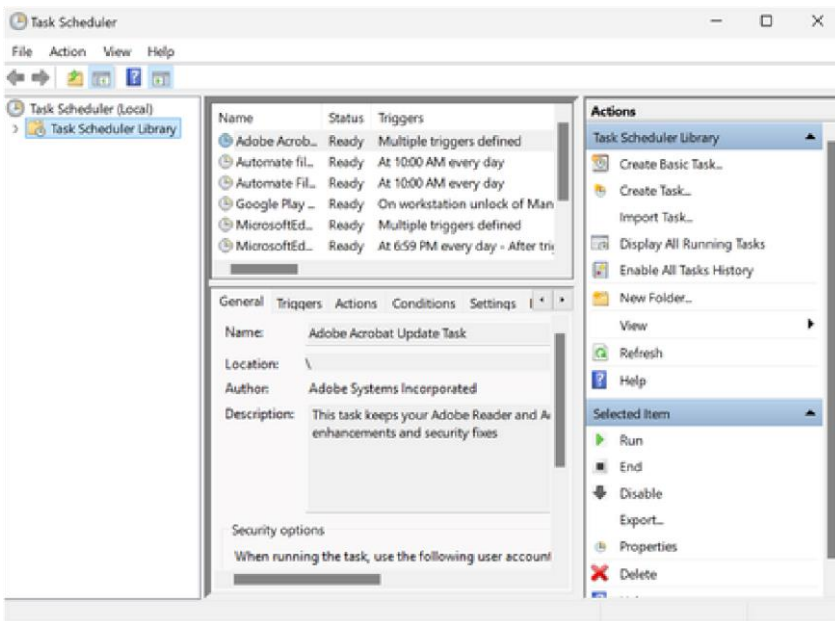 Task Scheduler
File Action View Help
Task Scheduler (Local)
Task Scheduler Library
Name Status Triggers
Adobe Acrob... Ready Multiple triggers defined
Automate fil... Ready At 10:00 AM every day
Automate Fil... Ready At 10:00 AM every day
Google Play ... Ready On workstation unlock of Man
MicrosoftEd... Ready Multiple triggers defined
MicrosoftEd... Ready At 6:59 PM every day - After trig
General Triggers Actions Conditions Settings
Name: Adobe Acrobat Update Task
Location: \
Author: Adobe Systems Incorporated
Description: This task keeps your Adobe Reader and A
enhancements and security fixes
Security options
When running the task, use the following user account
Actions
Task Scheduler Library
Create Basic Task...
Create Task...
Import Task...
Display All Running Tasks
Enable All Tasks History
New Folder...
View
Refresh
Help
Selected Item
Run
End
Disable
Export...
Properties
Delete